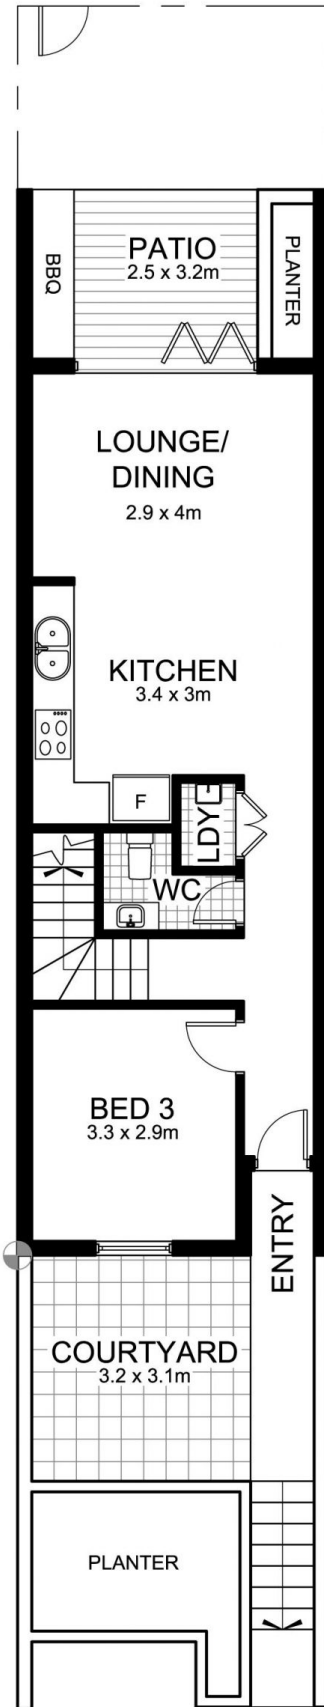 PATIO
2.5 x 3.2m
BBQ
PLANTER
LOUNGE/
DINING
2.9 x 4m
KITCHEN
3.4 x 3m
F
LDY
WC
BED 3
3.3 x 2.9m
ENTRY
COURTYARD
3.2 x 3.1m
PLANTER